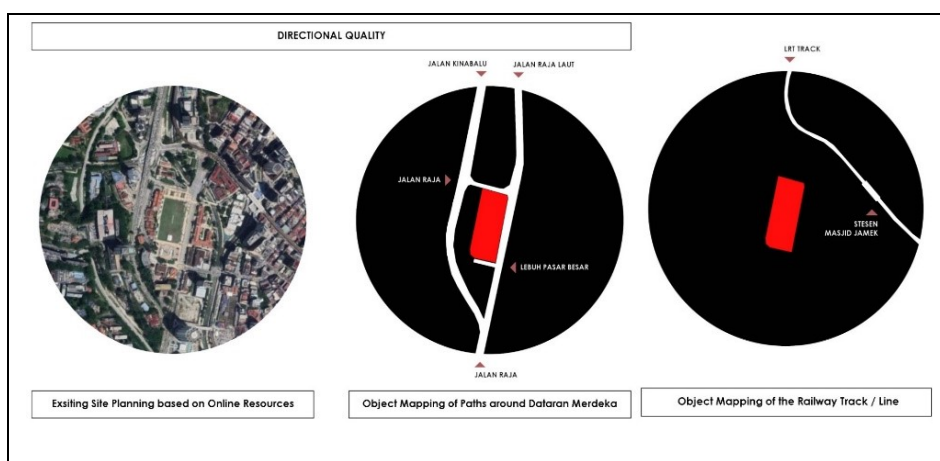 DIRECTIONAL QUALITY
JALAN KINABALU
JALAN RAJA LAUT
JALAN RAJA
LEBUH PASAR BESAR
JALAN RAJA
LRT TRACK
STESEN
MASJID JAMEK
Exsiting Site Planning based on Online Resources
Object Mapping of Paths around Dataran Merdeka
Object Mapping of the Railway Track / Line